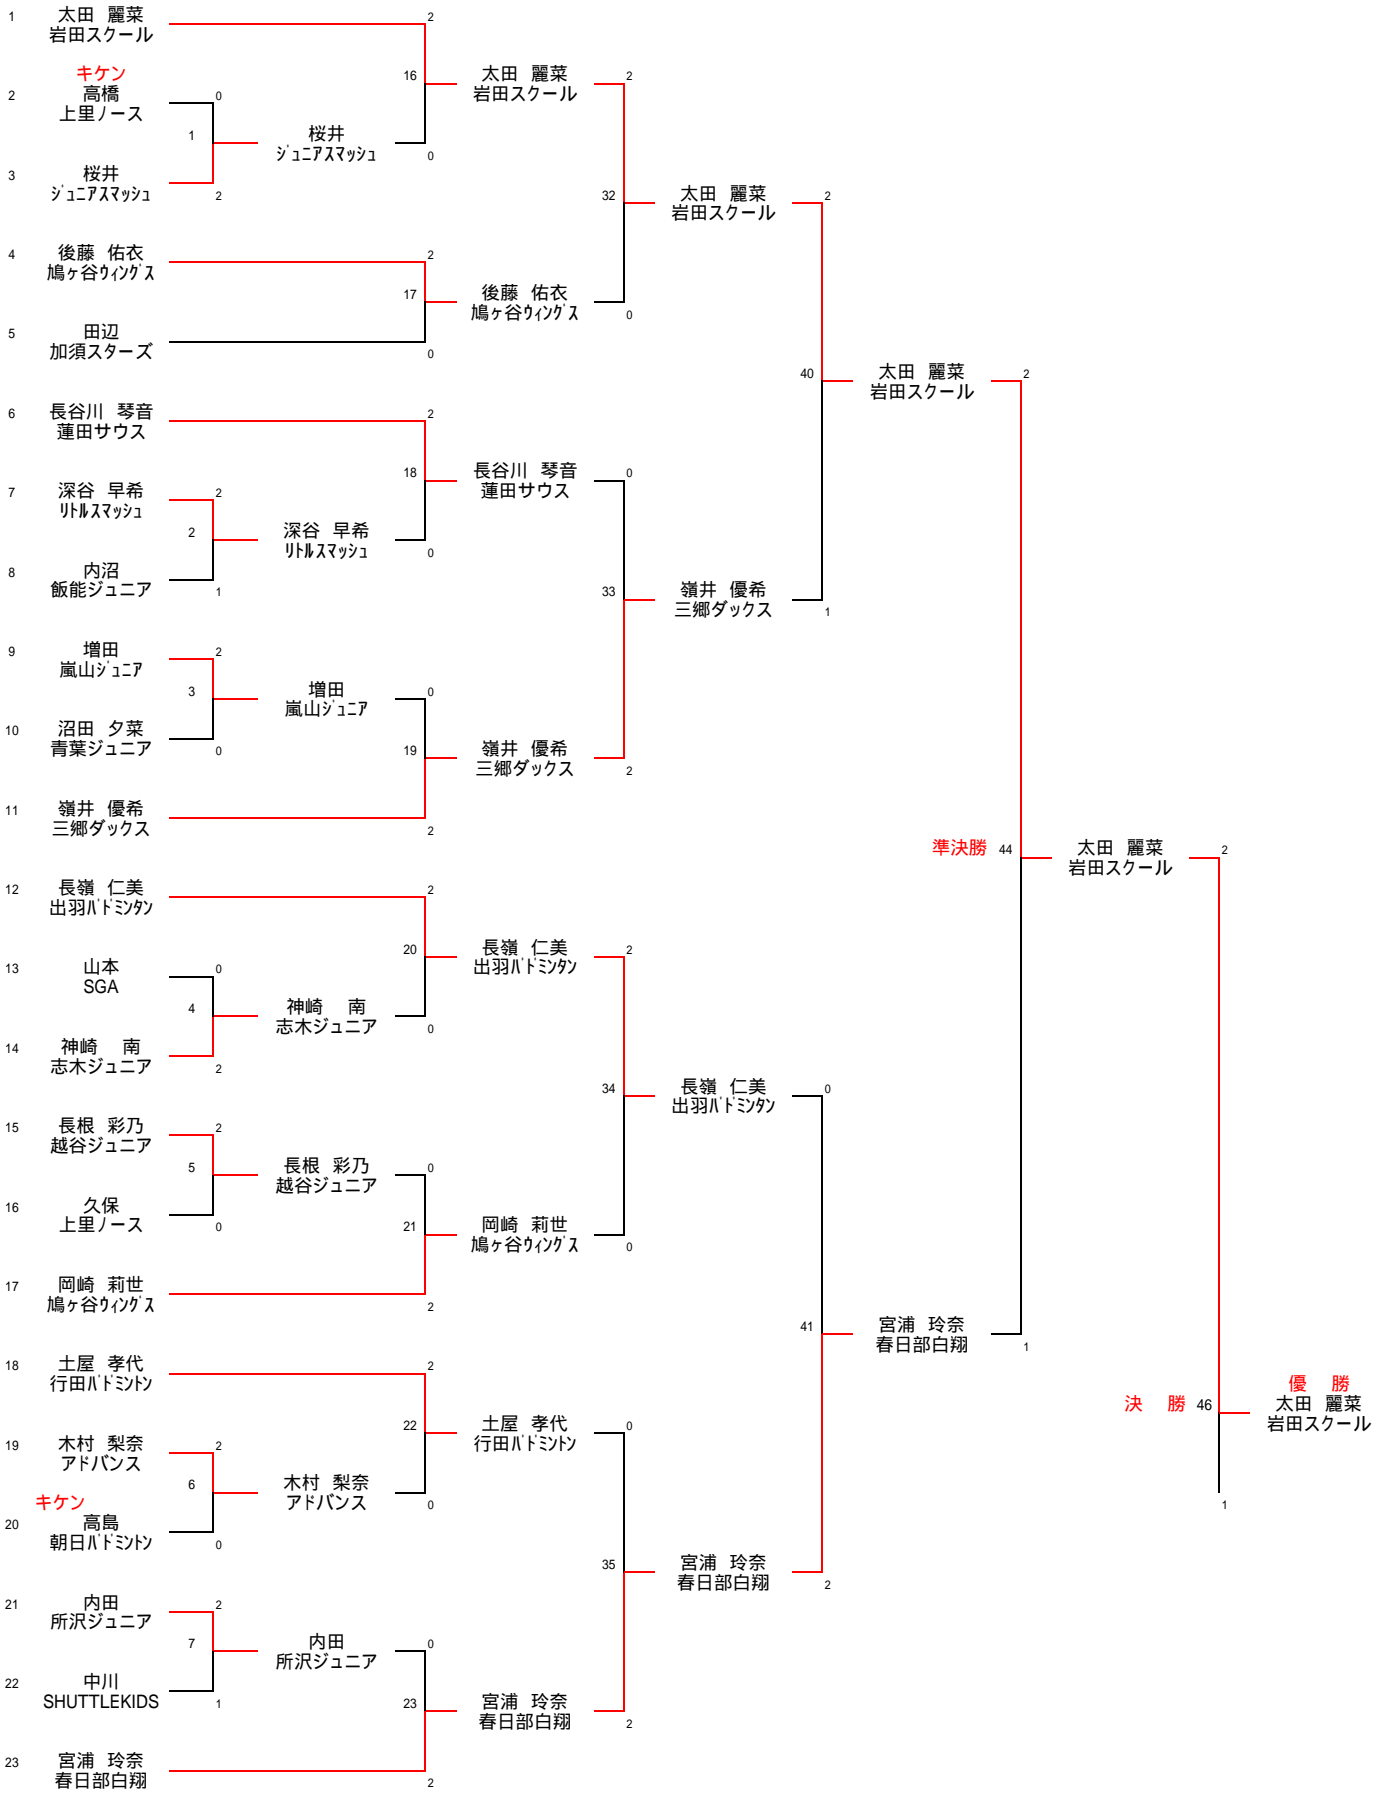 1
太田 麗菜
岩田スクール
2
16
太田 麗菜
岩田スクール
2
キケン
2
高橋
上里ノース
0
1
桜井
ｼﾞｭﾆｱｽﾏｯｼｭ
0
3
桜井
ｼﾞｭﾆｱｽﾏｯｼｭ
2
32
太田 麗菜
岩田スクール
2
4
後藤 佑衣
鳩ヶ谷ｳｨﾝｸﾞｽ
2
17
後藤 佑衣
鳩ヶ谷ｳｨﾝｸﾞｽ
0
5
田辺
加須スターズ
0
40
太田 麗菜
岩田スクール
2
6
長谷川 琴音
蓮田サウス
2
18
長谷川 琴音
蓮田サウス
0
7
深谷 早希
ﾘﾄﾙｽﾏｯｼｭ
2
2
深谷 早希
ﾘﾄﾙｽﾏｯｼｭ
0
8
内沼
飯能ジュニア
1
33
嶺井 優希
三郷ダックス
1
9
増田
嵐山ｼﾞｭﾆｱ
2
3
増田
嵐山ｼﾞｭﾆｱ
0
10
沼田 夕菜
青葉ジュニア
0
19
嶺井 優希
三郷ダックス
2
11
嶺井 優希
三郷ダックス
2
準決勝 44
太田 麗菜
岩田スクール
2
12
長嶺 仁美
出羽ﾊﾞﾄﾞﾐﾝﾀﾝ
2
20
長嶺 仁美
出羽ﾊﾞﾄﾞﾐﾝﾀﾝ
2
13
山本
SGA
0
4
神崎 南
志木ジュニア
0
14
神崎 南
志木ジュニア
2
34
長嶺 仁美
出羽ﾊﾞﾄﾞﾐﾝﾀﾝ
0
15
長根 彩乃
越谷ジュニア
2
5
長根 彩乃
越谷ジュニア
0
16
久保
上里ノース
0
21
岡崎 莉世
鳩ヶ谷ｳｨﾝｸﾞｽ
0
17
岡崎 莉世
鳩ヶ谷ｳｨﾝｸﾞｽ
2
41
宮浦 玲奈
春日部白翔
1
18
土屋 孝代
行田ﾊﾞﾄﾞﾐﾝﾄﾝ
2
22
土屋 孝代
行田ﾊﾞﾄﾞﾐﾝﾄﾝ
0
決 勝 46
優 勝
太田 麗菜
岩田スクール
1
19
木村 梨奈
アドバンス
2
6
木村 梨奈
アドバンス
0
キケン
20
高島
朝日ﾊﾞﾄﾞﾐﾝﾄﾝ
0
35
宮浦 玲奈
春日部白翔
2
21
内田
所沢ジュニア
2
7
内田
所沢ジュニア
0
22
中川
SHUTTLEKIDS
1
23
宮浦 玲奈
春日部白翔
2
23
宮浦 玲奈
春日部白翔
2